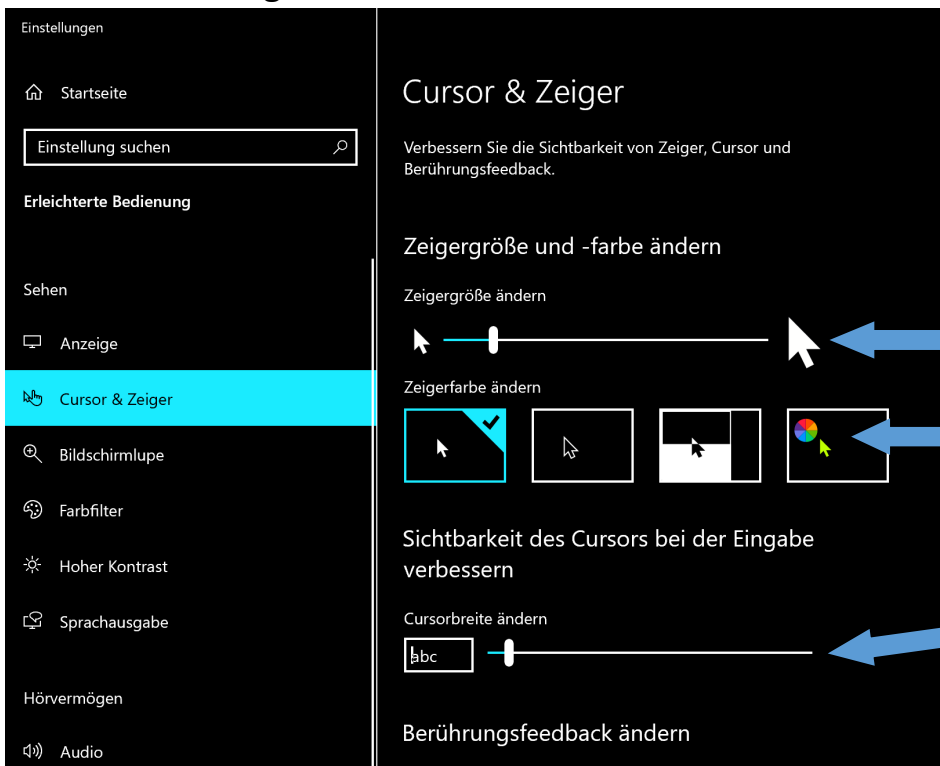 Einstellungen
Startseite
Einstellung suchen
Erleichterte Bedienung
Sehen
Anzeige
Cursor & Zeiger
Bildschirmlupe
Farbfilter
Hoher Kontrast
Sprachausgabe
Hörvermögen
Audio
Cursor & Zeiger
Verbessern Sie die Sichtbarkeit von Zeiger, Cursor und
Berührungsfeedback.
Zeigergröße und -farbe ändern
Zeigergröße ändern
Zeigerfarbe ändern
Sichtbarkeit des Cursors bei der Eingabe
verbessern
Cursorbreite ändern
abc
Berührungsfeedback ändern